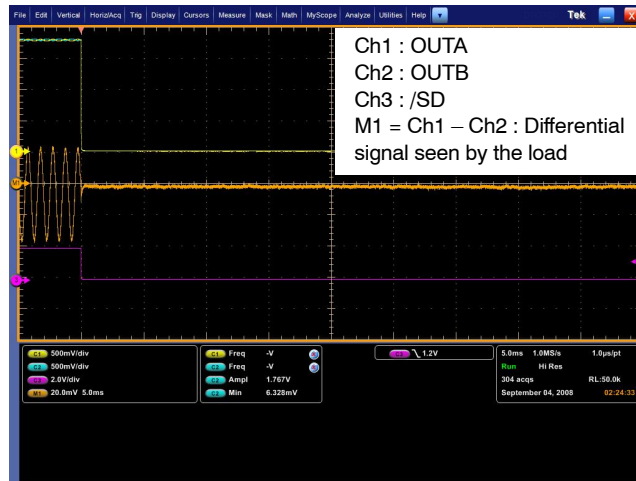 File Edit Vertical Horiz/Acq Trig Display Cursors Measure Mask Math MyScope Analyze Utilities Help Tek X
Ch1 : OUTA
Ch2 : OUTB
Ch3 : /SD
M1 = Ch1 – Ch2 : Differential
signal seen by the load
1
M1
3
C1 500mV/div
C2 500mV/div
C3 2.0V/div
M1 20.0mV 5.0ms
C1 Freq -V
C2 Freq -V
C3 Ampl 1.767V
C2 Min 6.328mV
C3 1.2V
5.0ms 1.0MS/s 1.0µs/pt
Run Hi Res
304 acqs RL:50.0k
September 04, 2008 02:24:33